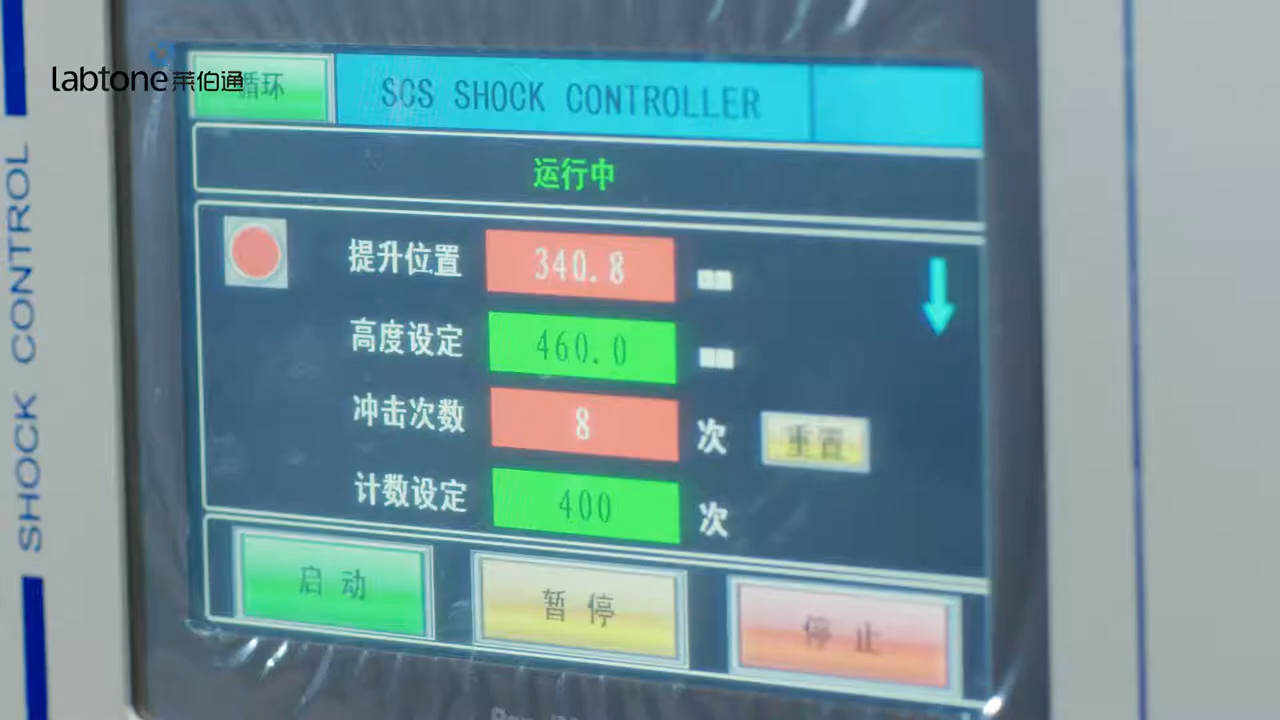 labtone莱伯通
循环
SCS SHOCK CONTROLLER
运行中
提升位置 340.8
高度设定 460.0
冲击次数 8 次 重置
计数设定 400 次
启动 暂停 停止
SHOCK CONTROL